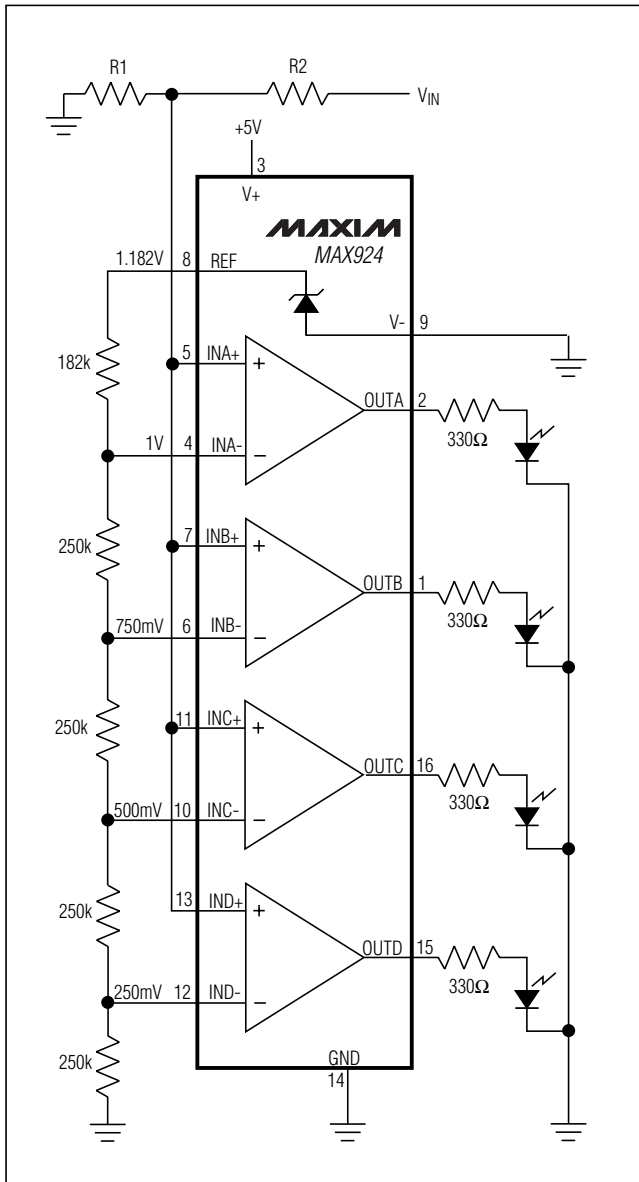 R1
R2
VIN
+5V
3
V+
MAXIM
MAX924
1.182V 8 REF
V- 9
182k
5 INA+
+
OUTA 2
330Ω
1V 4 INA-
−
250k
7 INB+
+
OUTB 1
330Ω
750mV 6 INB-
−
250k
11 INC+
+
OUTC 16
330Ω
500mV 10 INC-
−
250k
13 IND+
+
OUTD 15
330Ω
250mV 12 IND-
−
250k
GND
14